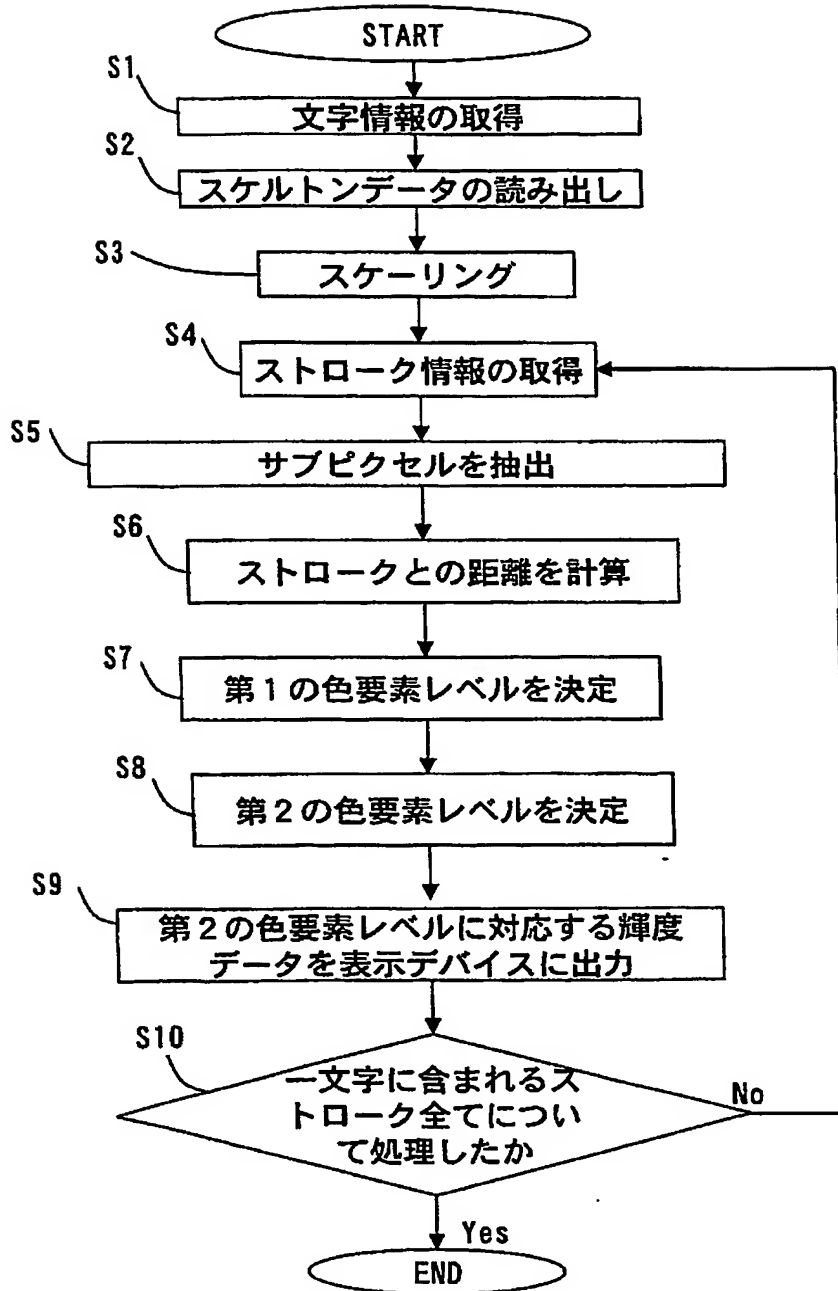 START
S1
文字情報の取得
S2
スケルトンデータの読み出し
S3
スケーリング
S4
ストローク情報の取得
S5
サブピクセルを抽出
S6
ストロークとの距離を計算
S7
第1の色要素レベルを決定
S8
第2の色要素レベルを決定
S9
第2の色要素レベルに対応する輝度
データを表示デバイスに出力
S10
一文字に含まれるス
トローク全てについ
て処理したか
No
Yes
END